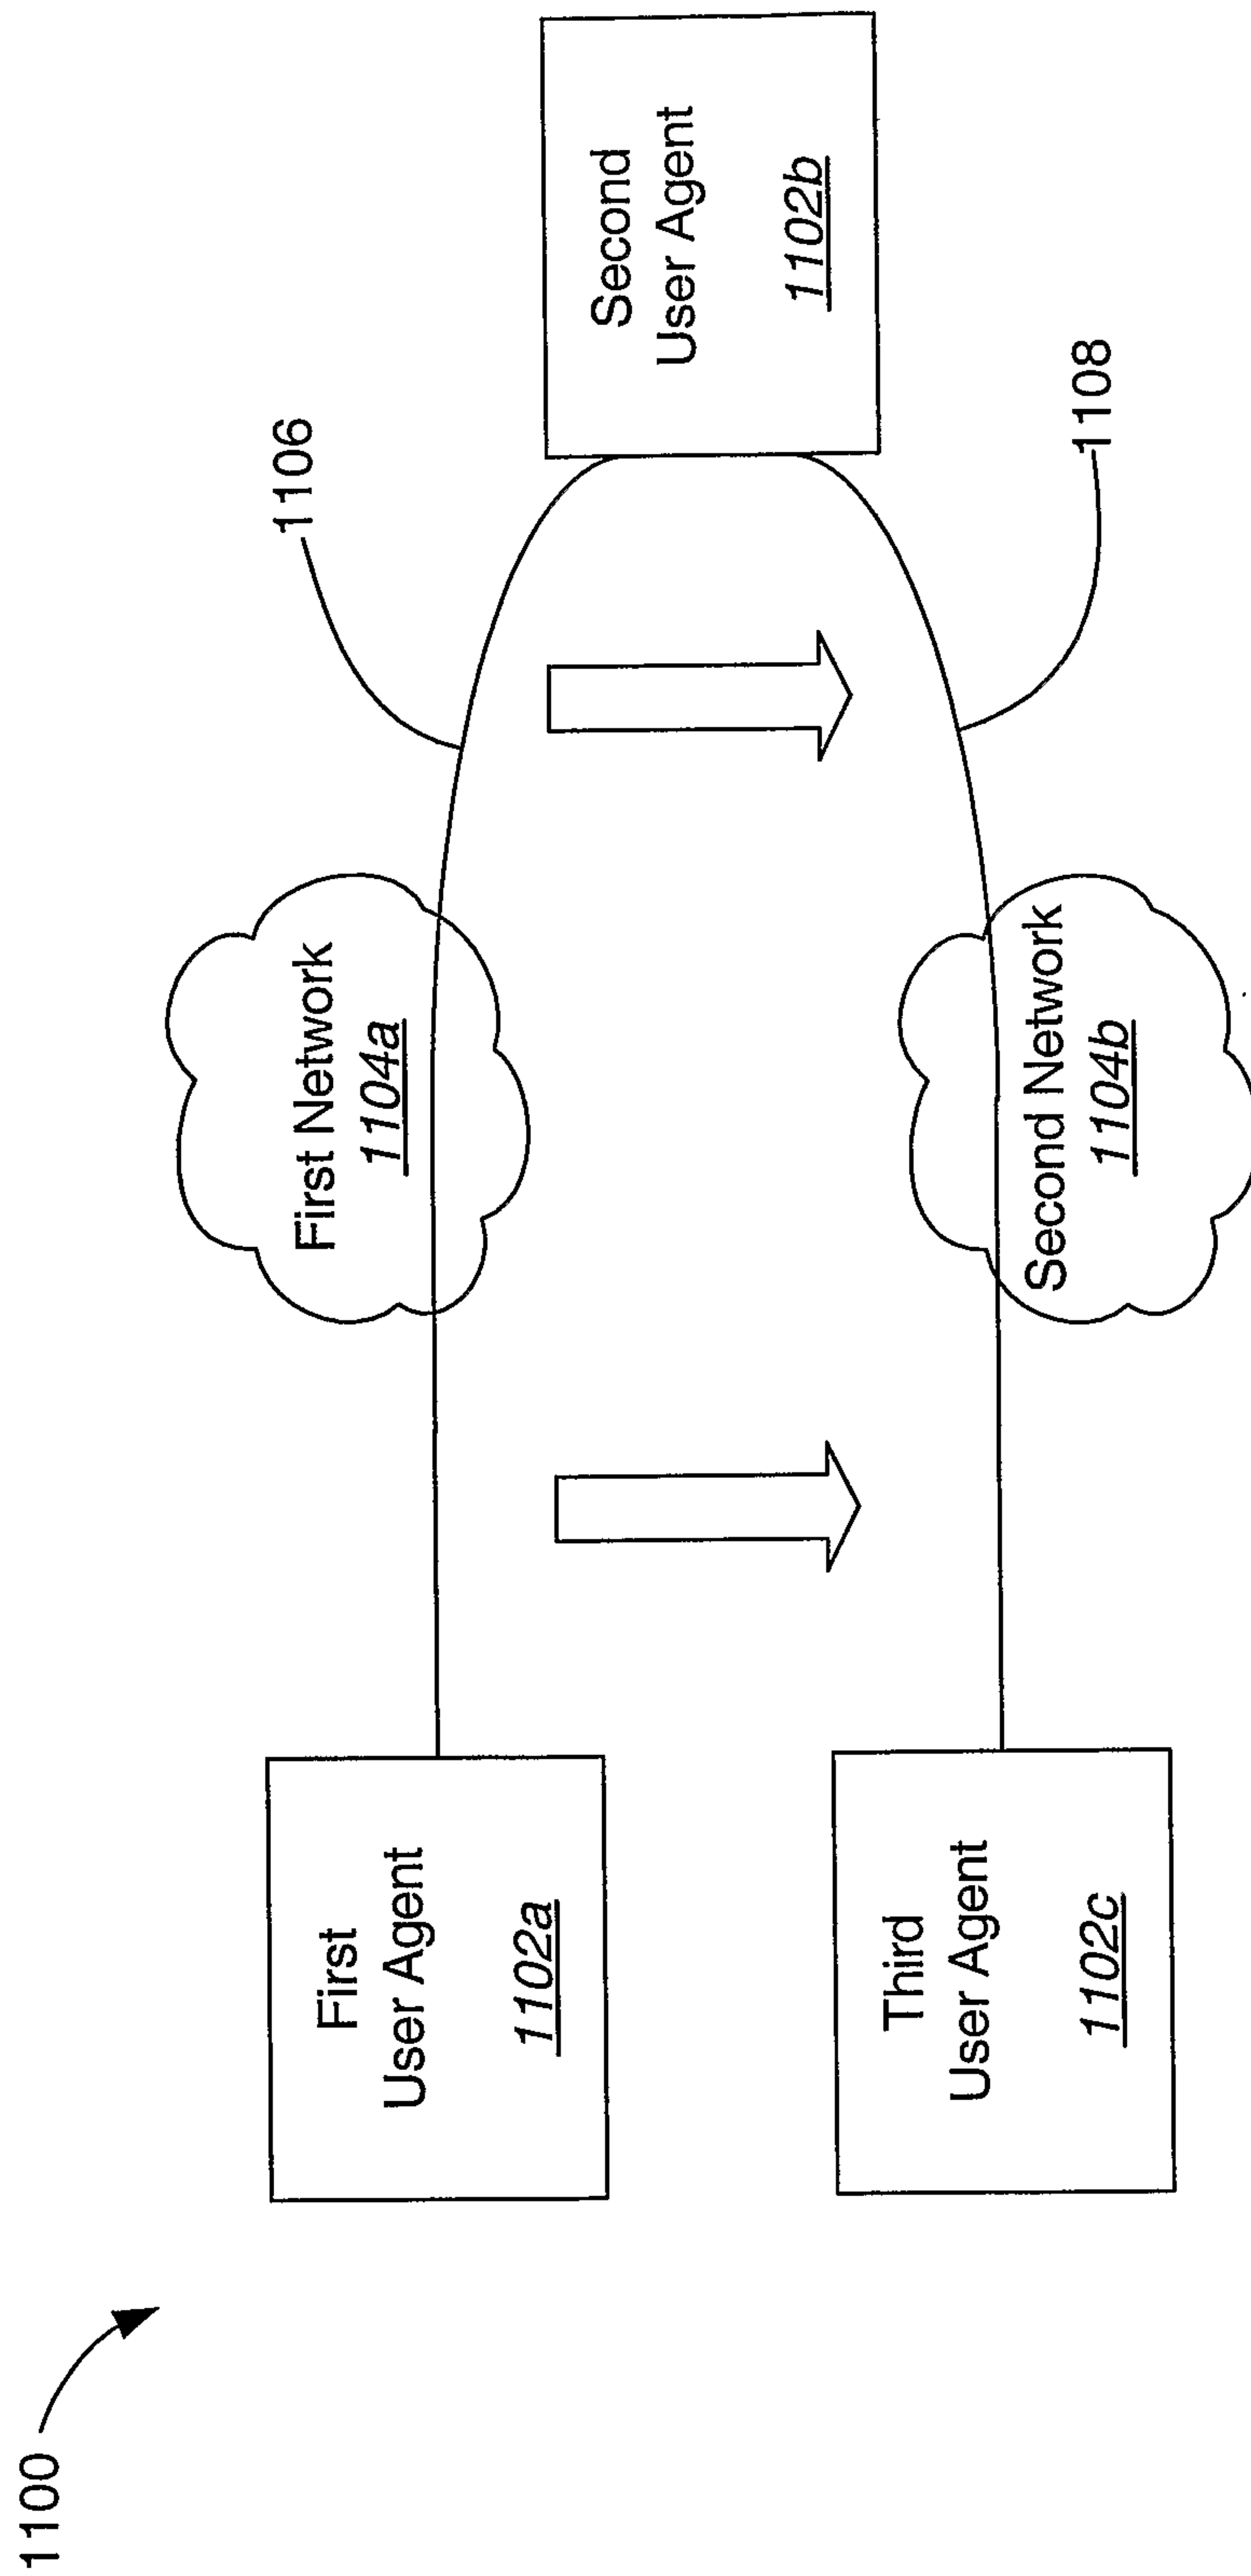 1100
First
User Agent
1102a
First Network
1104a
1106
Second
User Agent
1102b
Third
User Agent
1102c
Second Network
1104b
1108